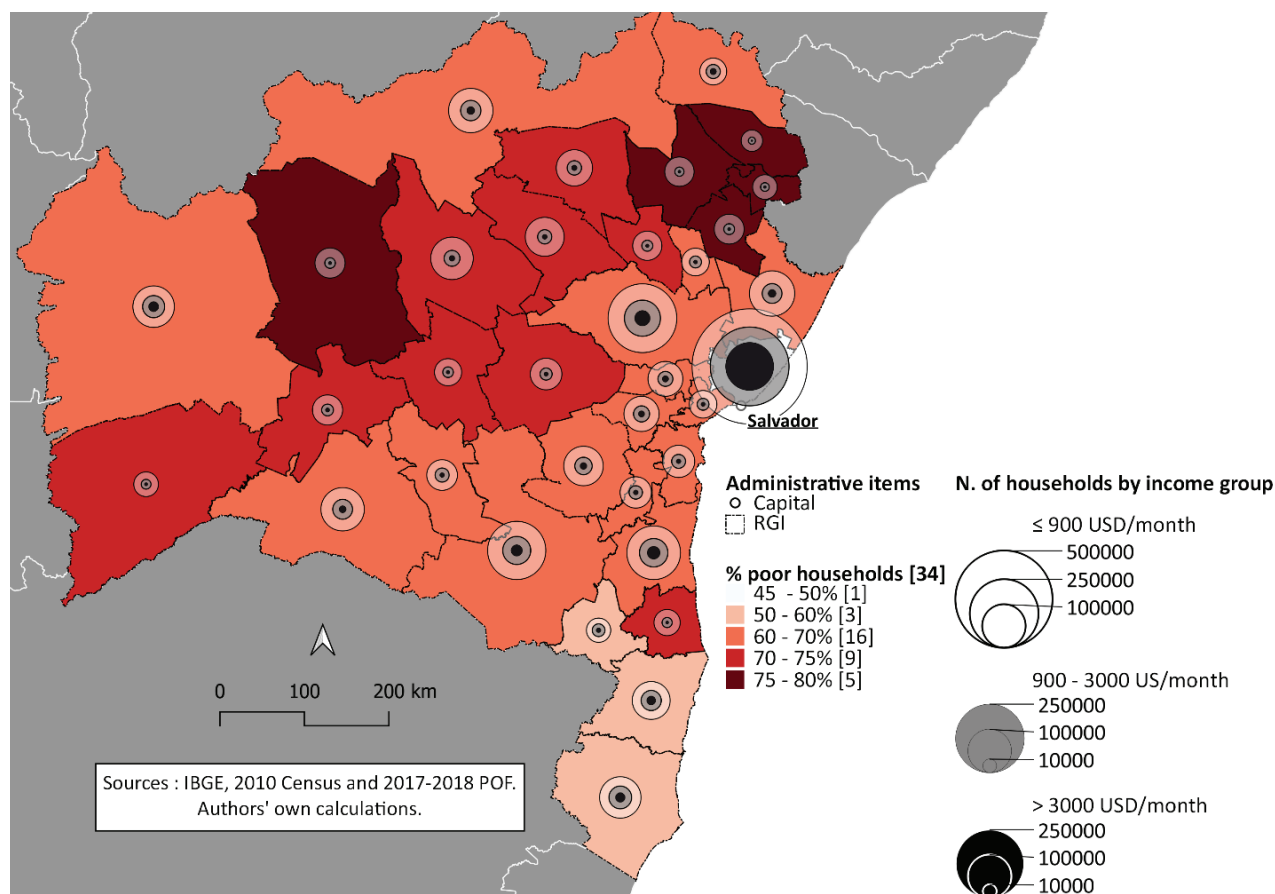 Salvador
Administrative items
Capital
RGI
% poor households [34]
45 - 50% [1]
50 - 60% [3]
60 - 70% [16]
70 - 75% [9]
75 - 80% [5]
N. of households by income group
≤ 900 USD/month
500000
250000
100000
900 - 3000 US/month
250000
100000
10000
> 3000 USD/month
250000
100000
10000
0 100 200 km
Sources : IBGE, 2010 Census and 2017-2018 POF.
Authors' own calculations.